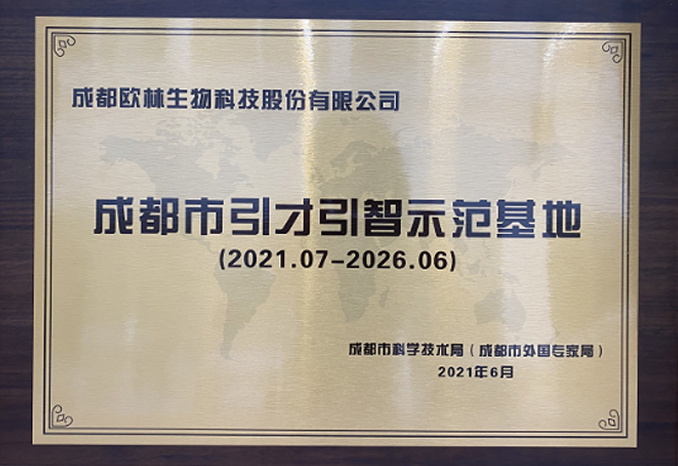 成都欧林生物科技股份有限公司
成都市引才引智示范基地
(2021.07-2026.06)
成都市科学技术局(成都市外国专家局)
2021年6月